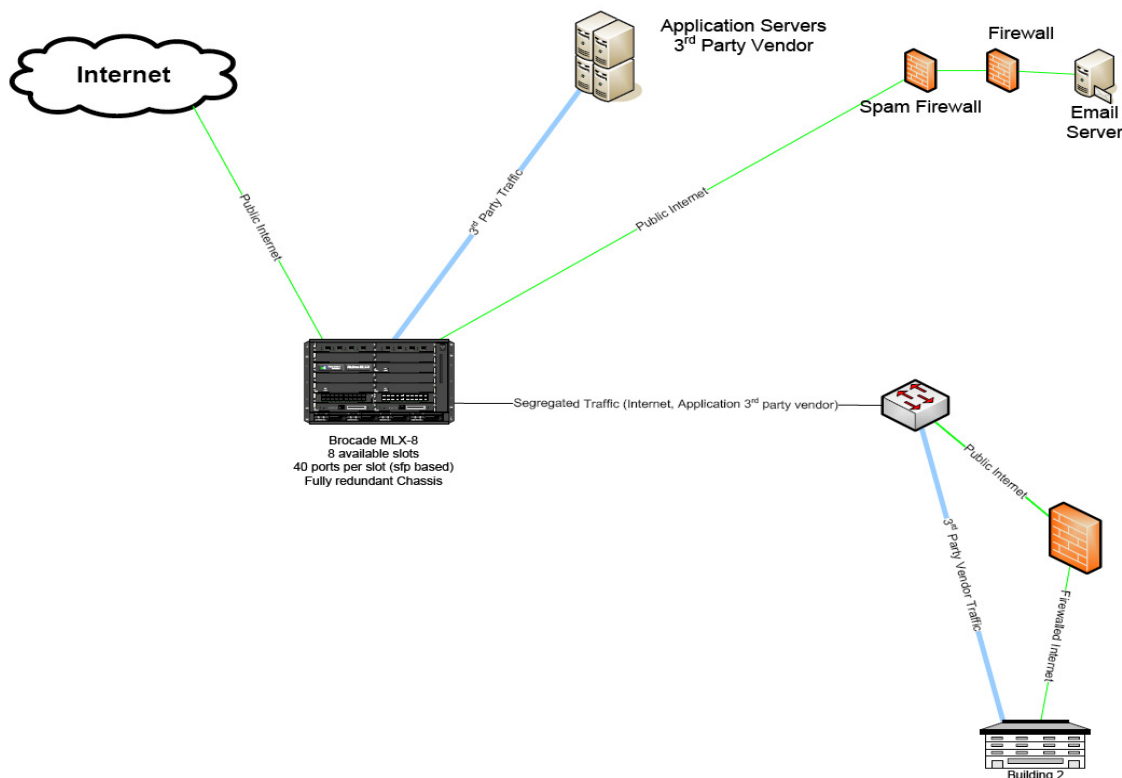 Internet
Application Servers
3rd Party Vendor
Firewall
Spam Firewall
Email
Server
Public Internet
3rd Party Traffic
Public Internet
Segregated Traffic (Internet, Application 3rd party vendor)
Brocade MLX-8
8 available slots
40 ports per slot (sfp based)
Fully redundant Chassis
Public Internet
3rd Party Vendor Traffic
Firewalled Internet
Building 2